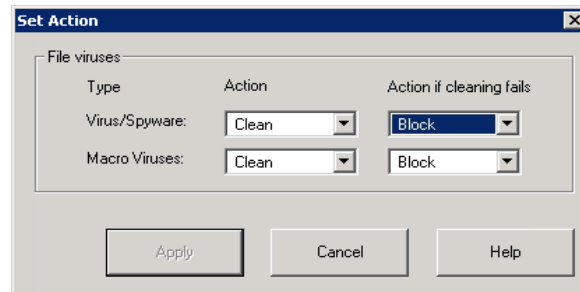 Set Action
File viruses
Type Action Action if cleaning fails
Virus/Spyware: Clean Block
Macro Viruses: Clean Block
Apply Cancel Help